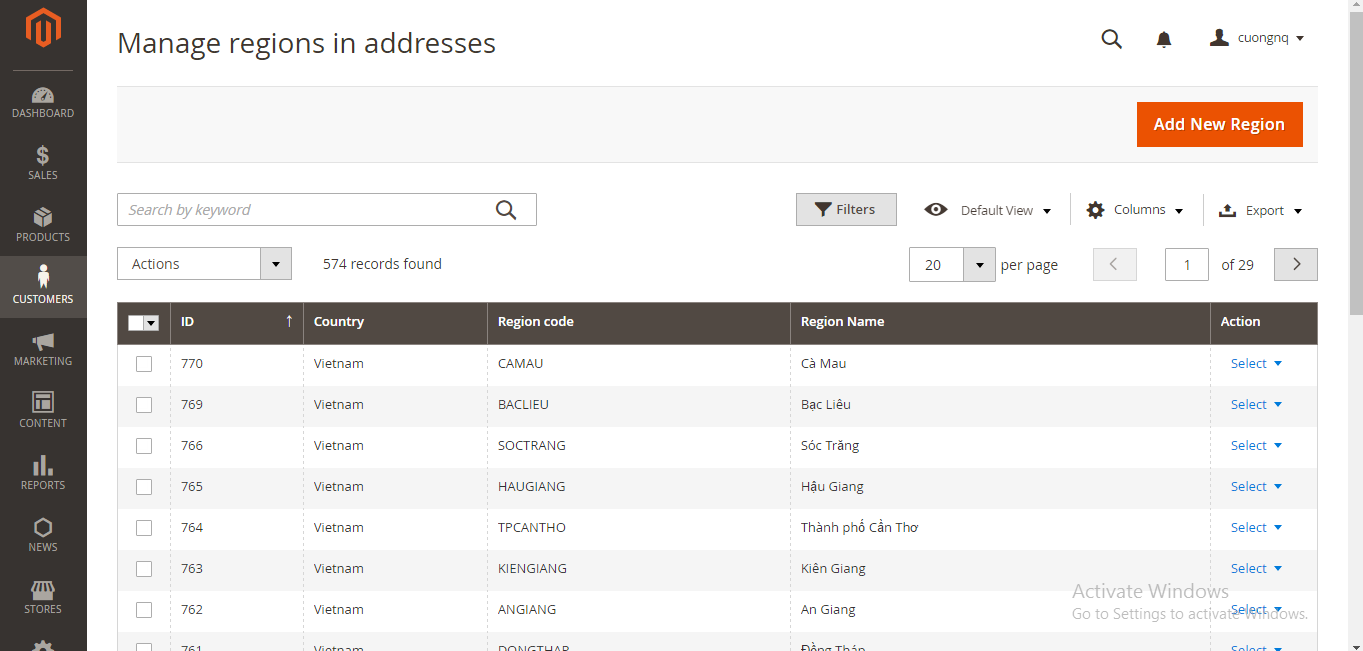 Manage regions in addresses
cuongnq
DASHBOARD
SALES
PRODUCTS
CUSTOMERS
MARKETING
CONTENT
REPORTS
NEWS
STORES
Add New Region
Search by keyword
Filters Default View Columns Export
Actions 574 records found 20 per page 1 of 29
ID Country Region code Region Name Action
770 Vietnam CAMAU Cà Mau Select
769 Vietnam BACLIEU Bạc Liêu Select
766 Vietnam SOCTRANG Sóc Trăng Select
765 Vietnam HAUGIANG Hậu Giang Select
764 Vietnam TPCANTHO Thành phố Cần Thơ Select
763 Vietnam KIENGIANG Kiên Giang Select
762 Vietnam ANGIANG An Giang Select
761 Vietnam DONGTHAP Đồng Tháp Select
Activate Windows
Go to Settings to activate Windows.